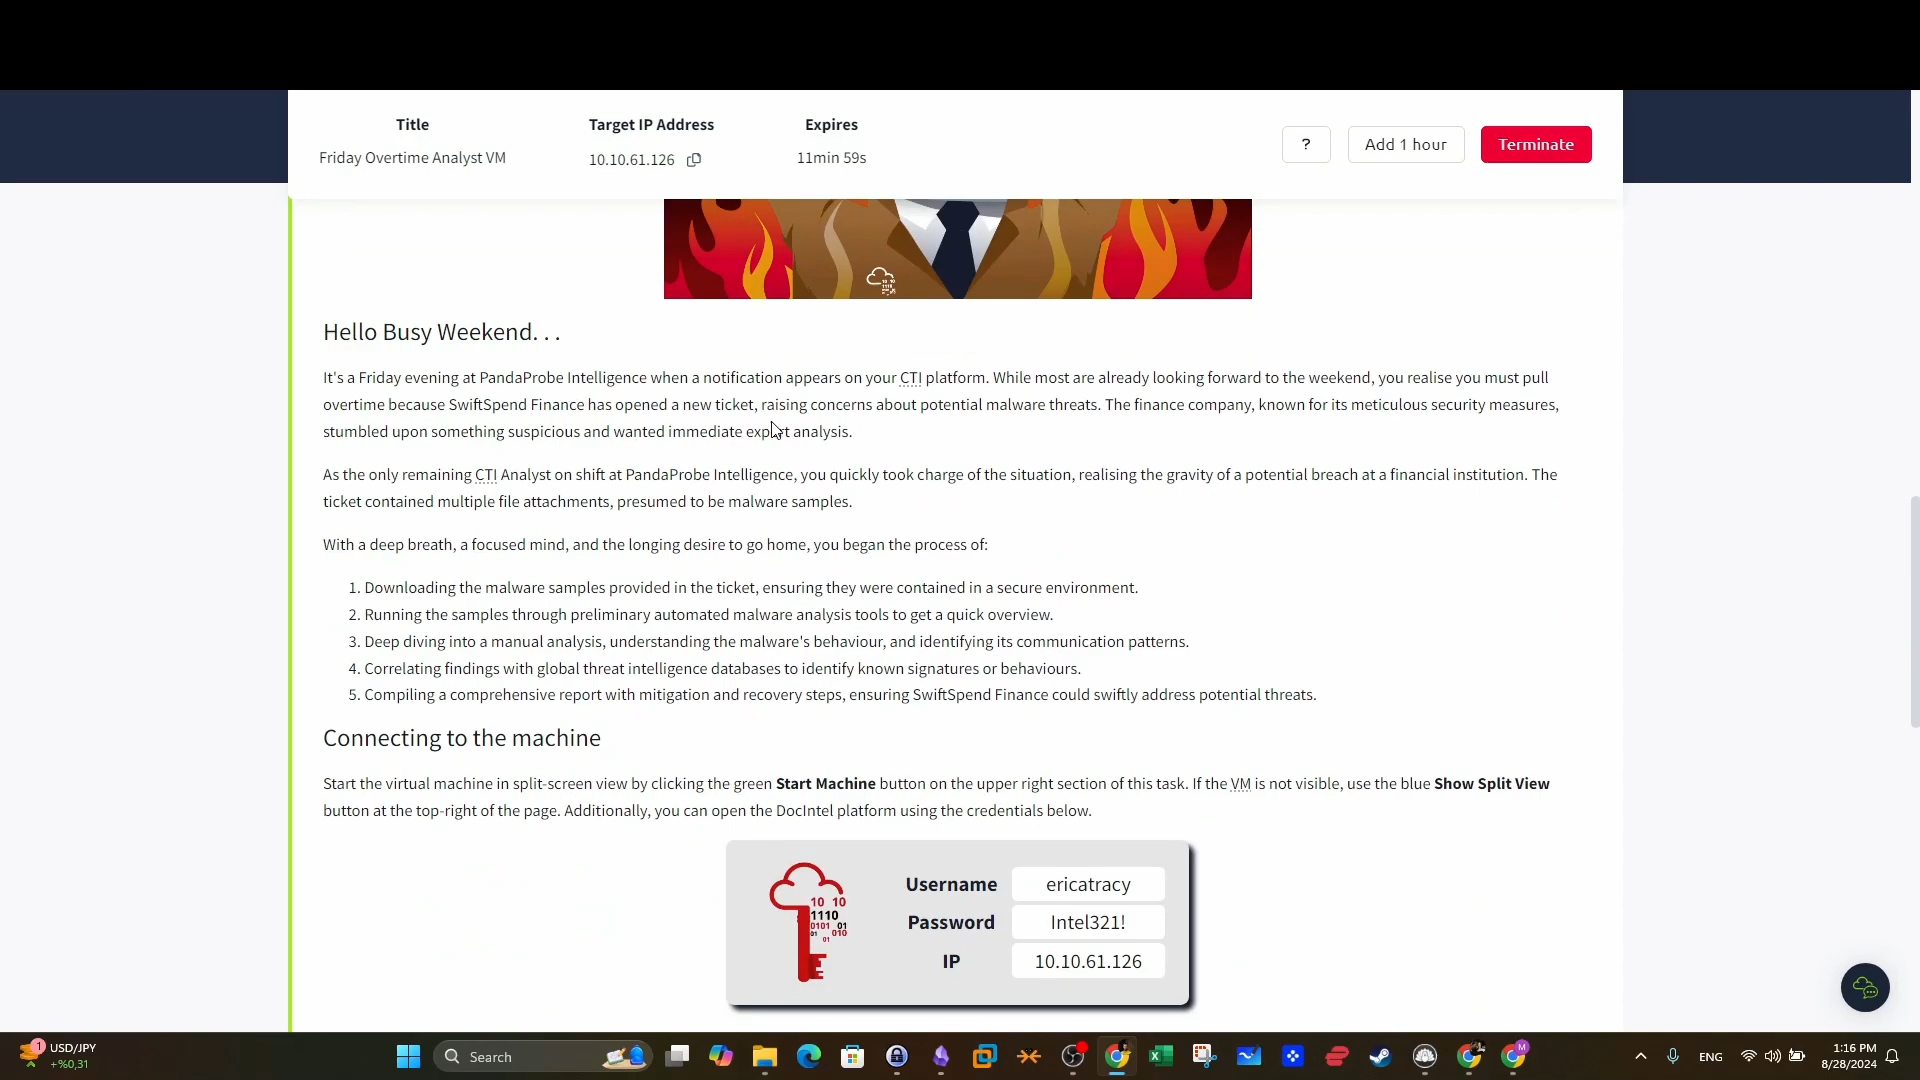 Title
Target IP Address
Expires
Friday Overtime Analyst VM
10.10.61.126
11min 59s
?
Add 1 hour
Terminate
Hello Busy Weekend. . .
It's a Friday evening at PandaProbe Intelligence when a notification appears on your CTI platform. While most are already looking forward to the weekend, you realise you must pull
overtime because SwiftSpend Finance has opened a new ticket, raising concerns about potential malware threats. The finance company, known for its meticulous security measures,
stumbled upon something suspicious and wanted immediate expert analysis.
As the only remaining CTI Analyst on shift at PandaProbe Intelligence, you quickly took charge of the situation, realising the gravity of a potential breach at a financial institution. The
ticket contained multiple file attachments, presumed to be malware samples.
With a deep breath, a focused mind, and the longing desire to go home, you began the process of:
1. Downloading the malware samples provided in the ticket, ensuring they were contained in a secure environment.
2. Running the samples through preliminary automated malware analysis tools to get a quick overview.
3. Deep diving into a manual analysis, understanding the malware's behaviour, and identifying its communication patterns.
4. Correlating findings with global threat intelligence databases to identify known signatures or behaviours.
5. Compiling a comprehensive report with mitigation and recovery steps, ensuring SwiftSpend Finance could swiftly address potential threats.
Connecting to the machine
Start the virtual machine in split-screen view by clicking the green Start Machine button on the upper right section of this task. If the VM is not visible, use the blue Show Split View
button at the top-right of the page. Additionally, you can open the DocIntel platform using the credentials below.
Username
ericatracy
Password
Intel321!
IP
10.10.61.126
10 10
1110
0101 01
01 010
01
1
USD/JPY
+%0,31
Search
M
ENG
1:16 PM
8/28/2024